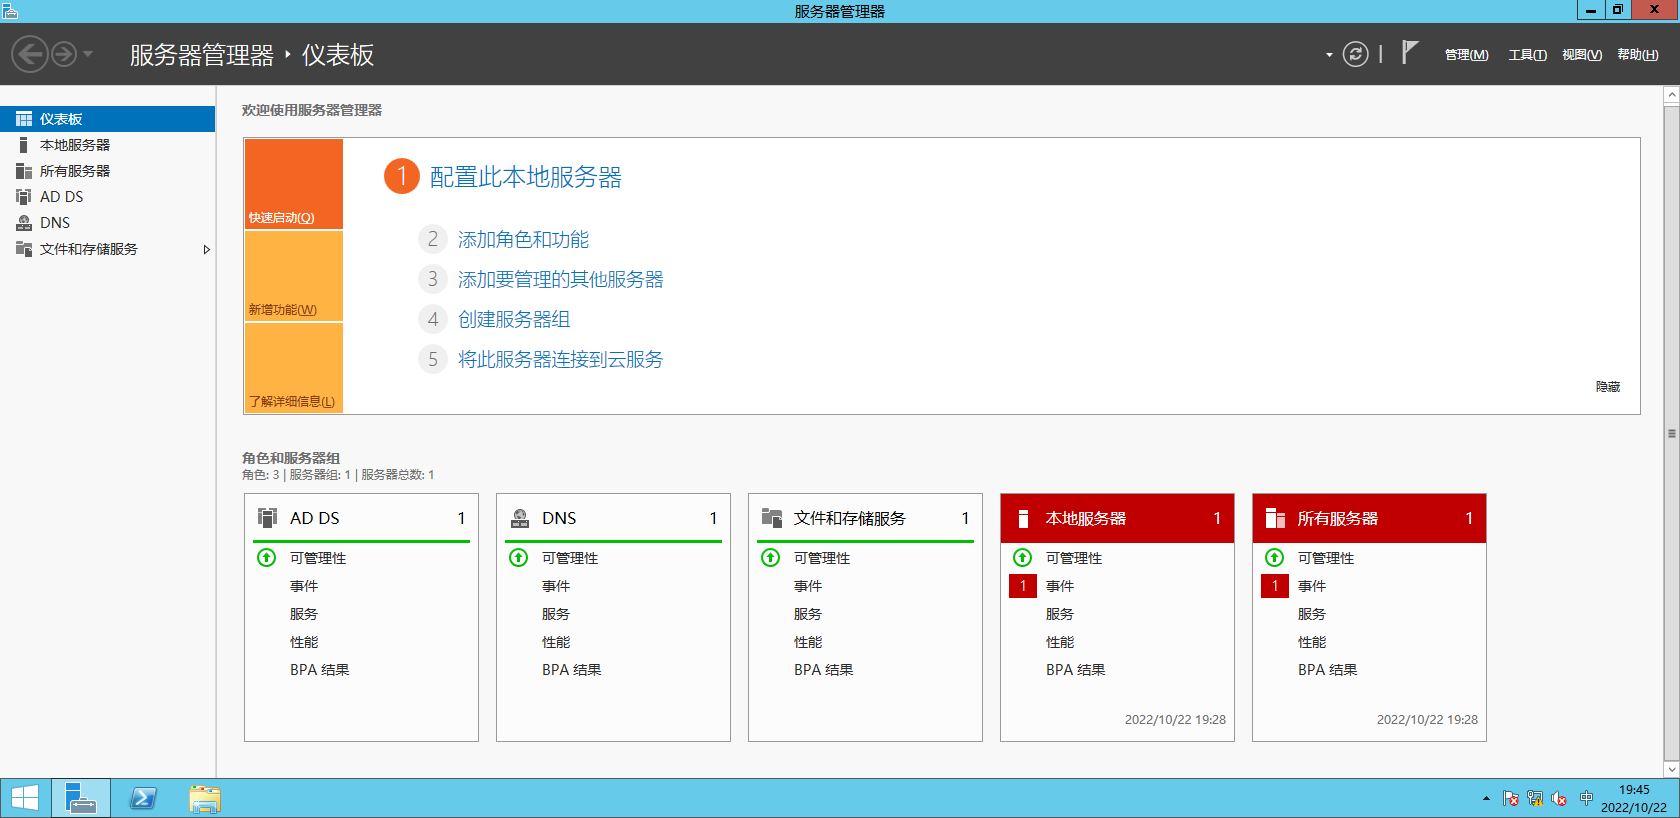 服务器管理器
服务器管理器 ‣ 仪表板
管理(M) 工具(T) 视图(V) 帮助(H)
仪表板
本地服务器
所有服务器
AD DS
DNS
文件和存储服务
欢迎使用服务器管理器
快速启动(Q)
新增功能(W)
了解详细信息(L)
1 配置此本地服务器
2 添加角色和功能
3 添加要管理的其他服务器
4 创建服务器组
5 将此服务器连接到云服务
隐藏
角色和服务器组
角色: 3 | 服务器组: 1 | 服务器总数: 1
AD DS 1
可管理性
事件
服务
性能
BPA 结果
DNS 1
可管理性
事件
服务
性能
BPA 结果
文件和存储服务 1
可管理性
事件
服务
性能
BPA 结果
本地服务器 1
可管理性
1 事件
服务
性能
BPA 结果
2022/10/22 19:28
所有服务器 1
可管理性
1 事件
服务
性能
BPA 结果
2022/10/22 19:28
中
19:45
2022/10/22